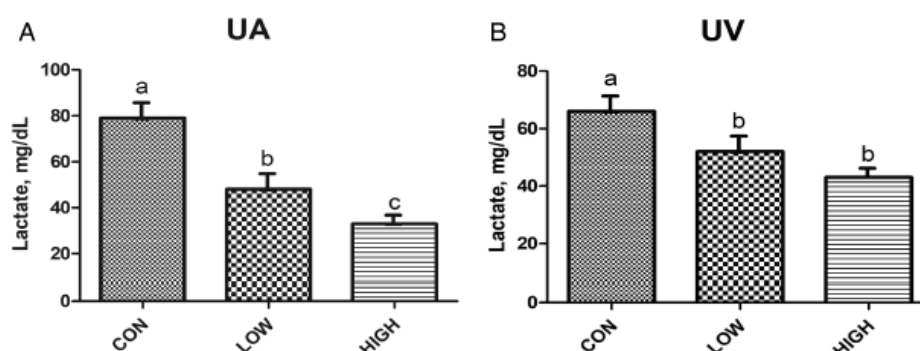 A
UA
Lactate, mg/dL
100
80
60
40
20
0
a
b
c
CON
LOW
HIGH
B
UV
Lactate, mg/dL
80
60
40
20
0
a
b
b
CON
LOW
HIGH